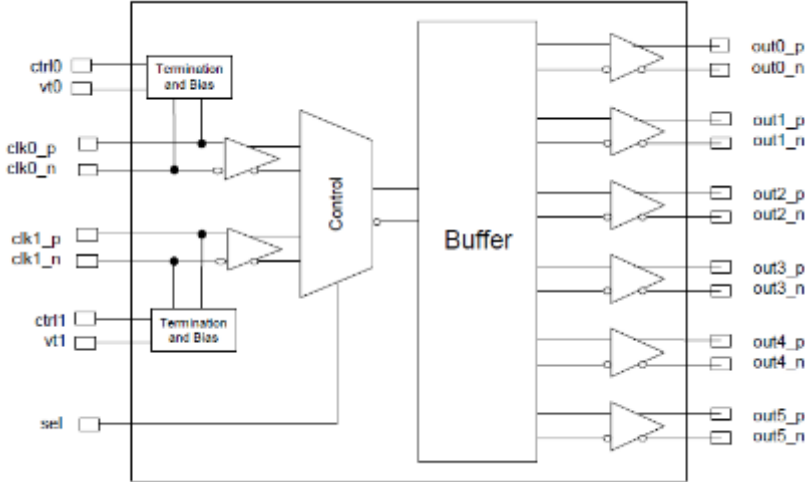 ctrl0
vt0
Termination
and Bias
clk0_p
clk0_n
clk1_p
clk1_n
ctrl1
vt1
Termination
and Bias
sel
Control
Buffer
out0_p
out0_n
out1_p
out1_n
out2_p
out2_n
out3_p
out3_n
out4_p
out4_n
out5_p
out5_n